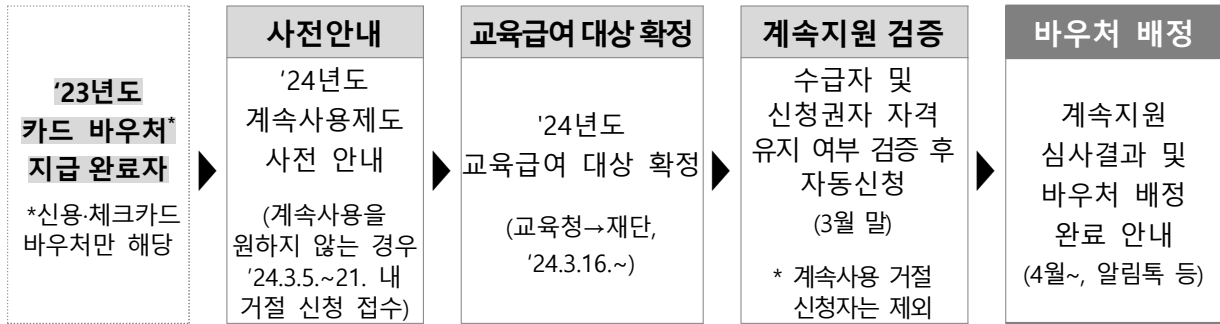 ‘23년도
카드 바우처*
지급 완료자
*신용·체크카드
바우처만 해당
사전안내
'24년도
계속사용제도
사전 안내
(계속사용을
원하지 않는 경우
'24.3.5.~21. 내
거절 신청 접수)
교육급여 대상 확정
'24년도
교육급여 대상 확정
(교육청→재단,
'24.3.16.~)
계속지원 검증
수급자 및
신청권자 자격
유지 여부 검증 후
자동신청
(3월 말)
* 계속사용 거절
신청자는 제외
바우처 배정
계속지원
심사결과 및
바우처 배정
완료 안내
(4월~, 알림톡 등)